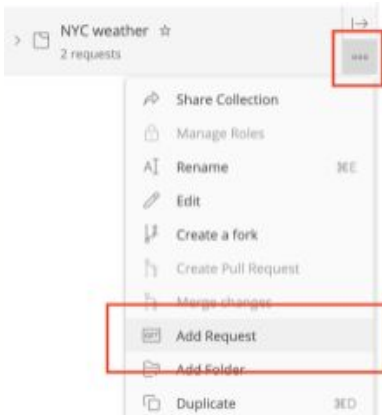 NYC weather
2 requests
Share Collection
Manage Roles
Rename ⌘E
Edit
Create a fork
Create Pull Request
Merge changes
GET Add Request
Add Folder
Duplicate ⌘D